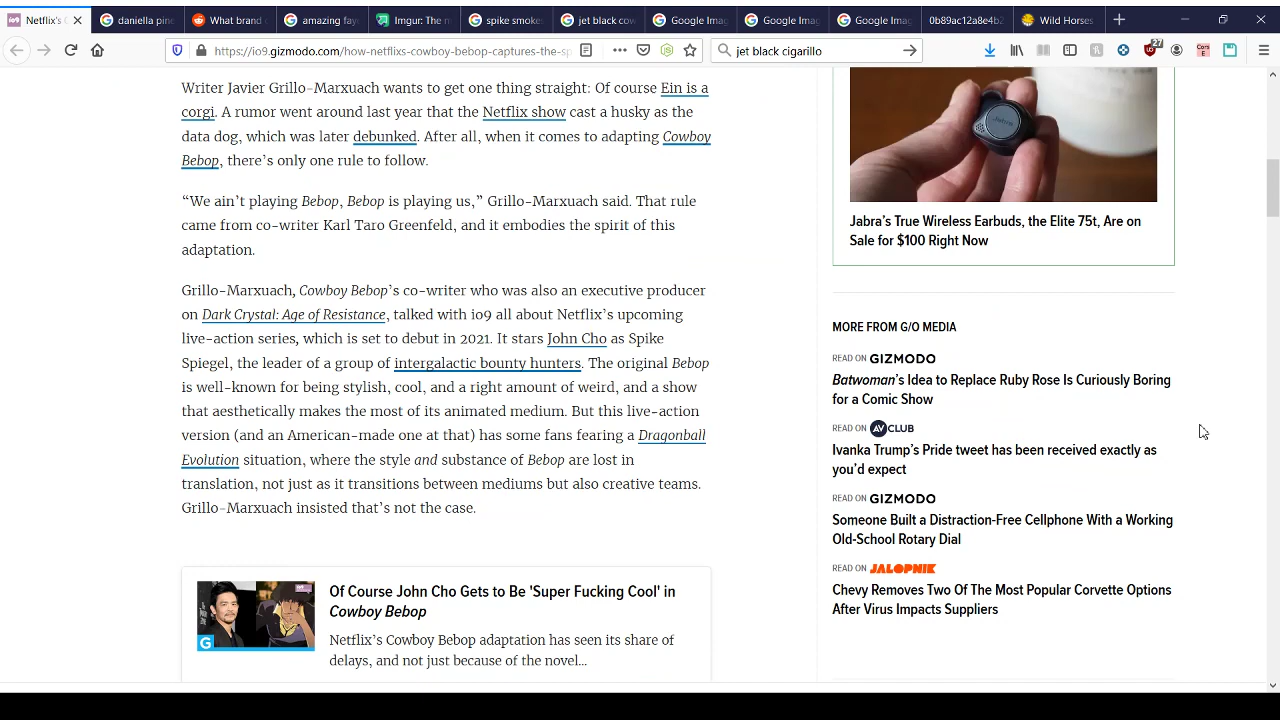 Netflix's C
daniella pine
What brand
amazing faye
Imgur: The m
spike smokes
jet black cow
Google Imag
Google Imag
Google Imag
0b89ac12a8e4b2
Wild Horses
https://io9.gizmodo.com/how-netflixs-cowboy-bebop-captures-the-sp
jet black cigarillo
27
Writer Javier Grillo-Marxuach wants to get one thing straight: Of course Ein is a
corgi. A rumor went around last year that the Netflix show cast a husky as the
data dog, which was later debunked. After all, when it comes to adapting Cowboy
Bebop, there's only one rule to follow.
“We ain't playing Bebop, Bebop is playing us,” Grillo-Marxuach said. That rule
came from co-writer Karl Taro Greenfeld, and it embodies the spirit of this
adaptation.
Grillo-Marxuach, Cowboy Bebop's co-writer who was also an executive producer
on Dark Crystal: Age of Resistance, talked with io9 all about Netflix's upcoming
live-action series, which is set to debut in 2021. It stars John Cho as Spike
Spiegel, the leader of a group of intergalactic bounty hunters. The original Bebop
is well-known for being stylish, cool, and a right amount of weird, and a show
that aesthetically makes the most of its animated medium. But this live-action
version (and an American-made one at that) has some fans fearing a Dragonball
Evolution situation, where the style and substance of Bebop are lost in
translation, not just as it transitions between mediums but also creative teams.
Grillo-Marxuach insisted that's not the case.
Of Course John Cho Gets to Be 'Super Fucking Cool' in
Cowboy Bebop
Netflix's Cowboy Bebop adaptation has seen its share of
delays, and not just because of the novel...
Jabra
Jabra's True Wireless Earbuds, the Elite 75t, Are on
Sale for $100 Right Now
MORE FROM G/O MEDIA
READ ON GIZMODO
Batwoman's Idea to Replace Ruby Rose Is Curiously Boring
for a Comic Show
READ ON AV CLUB
Ivanka Trump's Pride tweet has been received exactly as
you'd expect
READ ON GIZMODO
Someone Built a Distraction-Free Cellphone With a Working
Old-School Rotary Dial
READ ON JALOPNIK
Chevy Removes Two Of The Most Popular Corvette Options
After Virus Impacts Suppliers